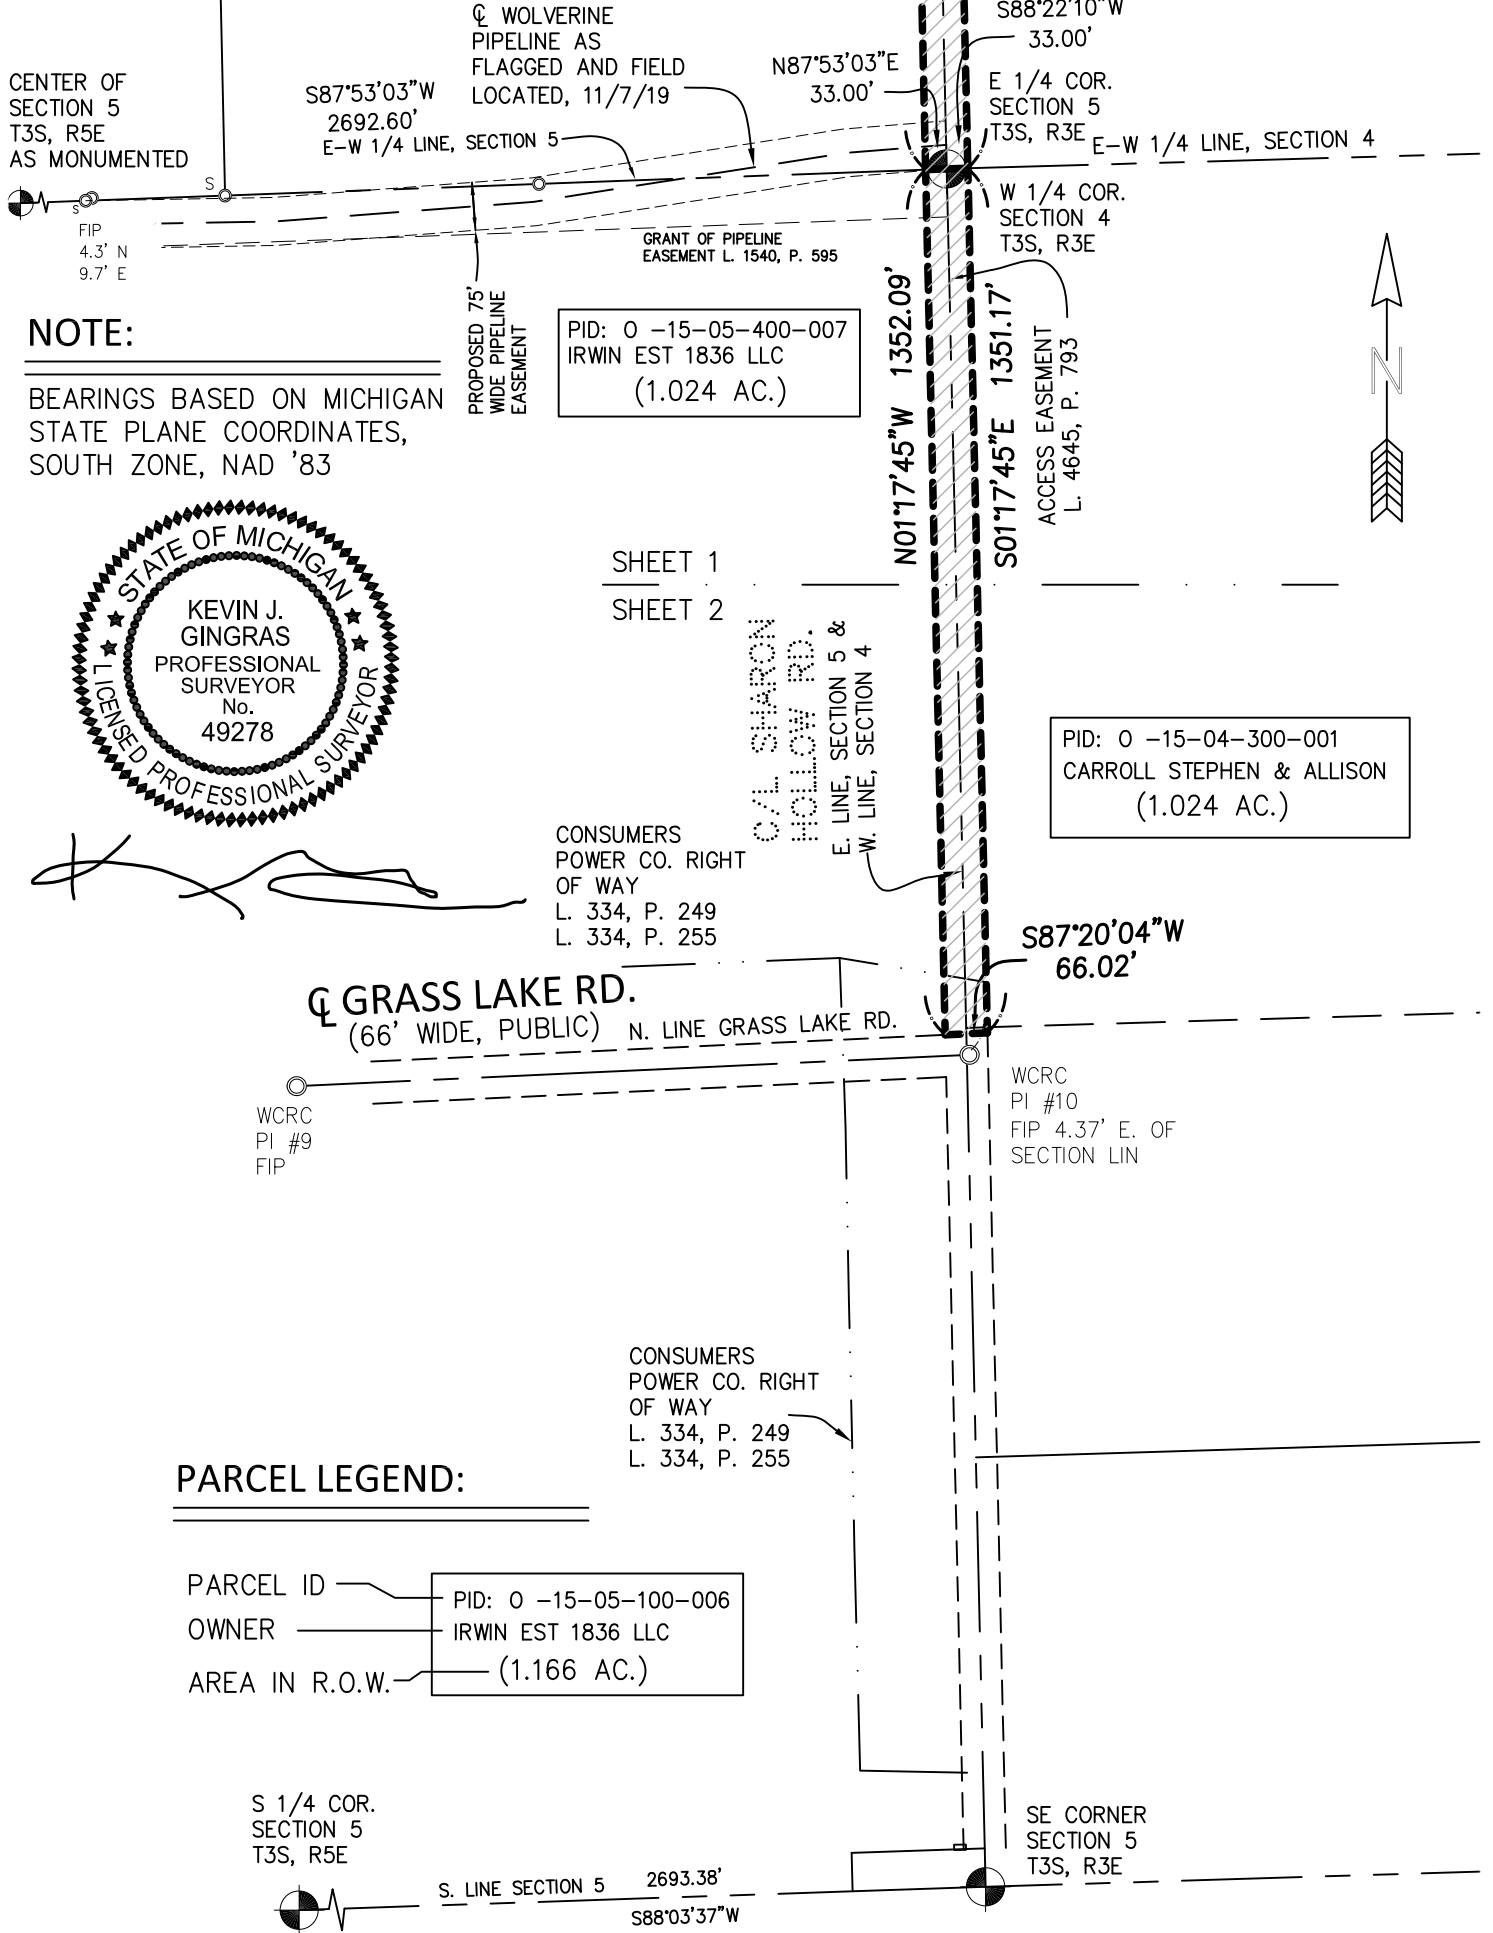 S88°22'10"W
33.00'
℄ WOLVERINE
PIPELINE AS
FLAGGED AND FIELD
LOCATED, 11/7/19
N87°53'03"E
33.00'
CENTER OF
SECTION 5
T3S, R5E
AS MONUMENTED
S87°53'03"W
2692.60'
E-W 1/4 LINE, SECTION 5
E 1/4 COR.
SECTION 5
T3S, R3E
E-W 1/4 LINE, SECTION 4
S
S
FIP
4.3' N
9.7' E
W 1/4 COR.
SECTION 4
T3S, R3E
GRANT OF PIPELINE
EASEMENT L. 1540, P. 595
PROPOSED 75'
WIDE PIPELINE
EASEMENT
NOTE:
BEARINGS BASED ON MICHIGAN
STATE PLANE COORDINATES,
SOUTH ZONE, NAD '83
PID: O -15-05-400-007
IRWIN EST 1836 LLC
(1.024 AC.)
N01°17'45"W 1352.09'
S01°17'45"E 1351.17'
ACCESS EASEMENT
L. 4645, P. 793
N
STATE OF MICHIGAN
KEVIN J.
GINGRAS
PROFESSIONAL
SURVEYOR
No.
49278
LICENSED PROFESSIONAL SURVEYOR
SHEET 1
SHEET 2
C/L SHARON
HOLLOW RD.
E. LINE, SECTION 5 &
W. LINE, SECTION 4
PID: O -15-04-300-001
CARROLL STEPHEN & ALLISON
(1.024 AC.)
CONSUMERS
POWER CO. RIGHT
OF WAY
L. 334, P. 249
L. 334, P. 255
S87°20'04"W
66.02'
℄ GRASS LAKE RD.
(66' WIDE, PUBLIC)
N. LINE GRASS LAKE RD.
WCRC
PI #9
FIP
WCRC
PI #10
FIP 4.37' E. OF
SECTION LIN
CONSUMERS
POWER CO. RIGHT
OF WAY
L. 334, P. 249
L. 334, P. 255
PARCEL LEGEND:
PARCEL ID
OWNER
AREA IN R.O.W.
PID: O -15-05-100-006
IRWIN EST 1836 LLC
(1.166 AC.)
S 1/4 COR.
SECTION 5
T3S, R5E
S. LINE SECTION 5 2693.38'
S88°03'37"W
SE CORNER
SECTION 5
T3S, R3E